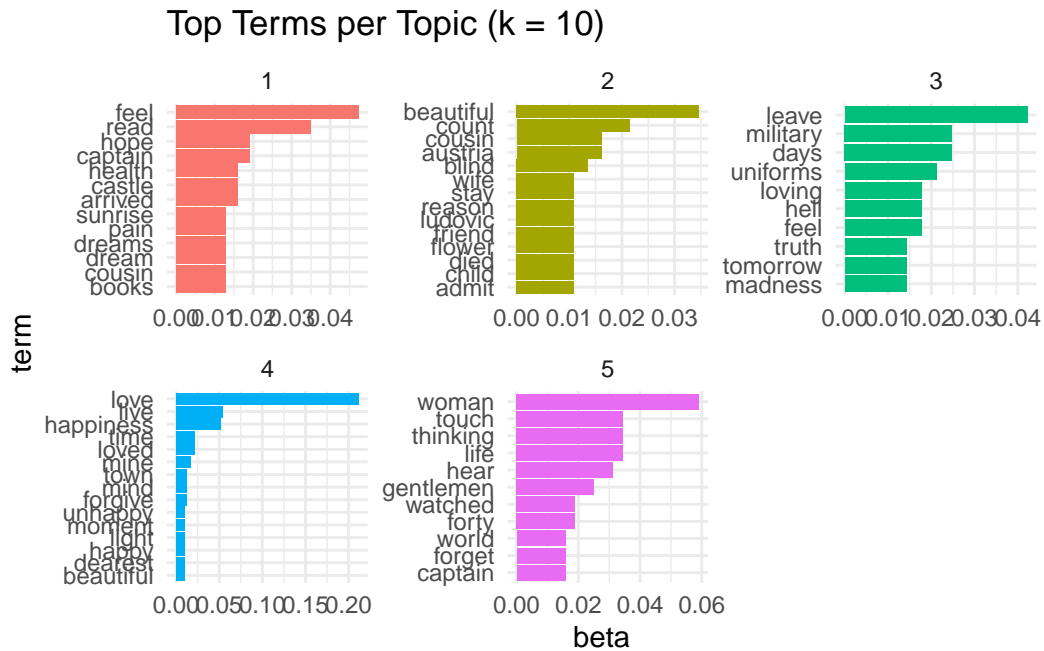 Top Terms per Topic (k = 10)
1
feel
read
hope
captain
health
castle
arrived
sunrise
pain
dreams
dream
cousin
books
0.00 0.01 0.02 0.03 0.04
2
beautiful
count
cousin
austria
blind
wife
stay
reason
ludovic
friend
flower
died
child
admit
0.00 0.01 0.02 0.03
3
leave
military
days
uniforms
loving
hell
feel
truth
tomorrow
madness
0.00 0.01 0.02 0.03 0.04
term
4
love
live
happiness
time
loved
mine
town
mind
forgive
unhappy
moment
light
happy
dearest
beautiful
0.00 0.05 0.10 0.15 0.20
5
woman
touch
thinking
life
hear
gentlemen
watched
forty
world
forget
captain
0.00 0.02 0.04 0.06
beta